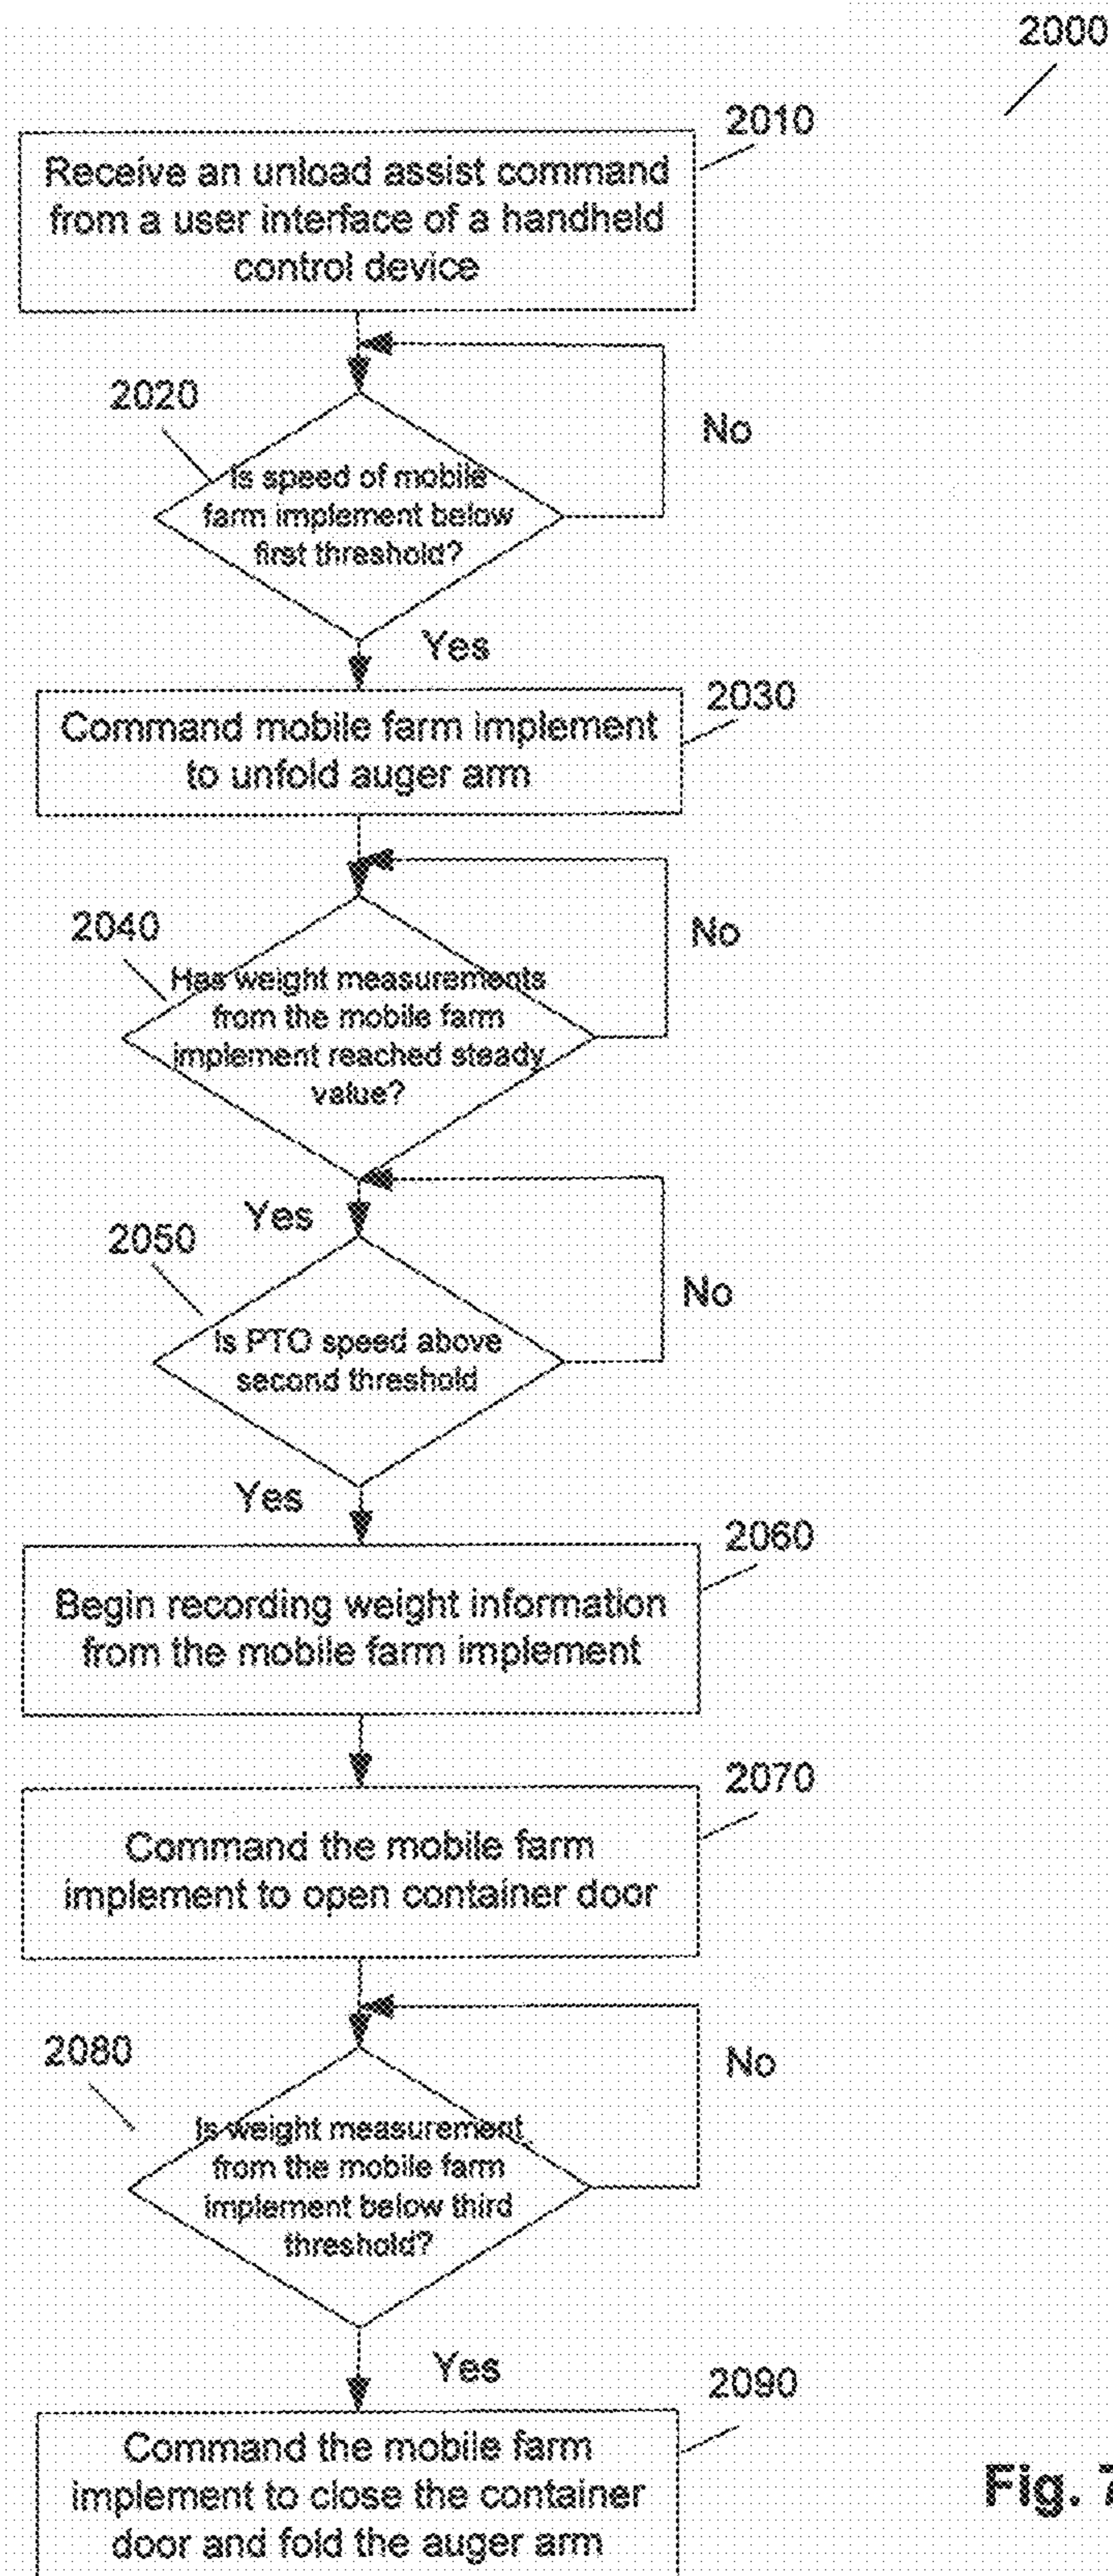 2000
2010
Receive an unload assist command
from a user interface of a handheld
control device
2020
No
Is speed of mobile
farm implement below
first threshold?
Yes
2030
Command mobile farm implement
to unfold auger arm
2040
No
Has weight measurements
from the mobile farm
implement reached steady
value?
Yes
2050
No
Is PTO speed above
second threshold
Yes
2060
Begin recording weight information
from the mobile farm implement
2070
Command the mobile farm
implement to open container door
2080
No
Is weight measurement
from the mobile farm
implement below third
threshold?
Yes
2090
Command the mobile farm
implement to close the container
door and fold the auger arm
Fig. 7